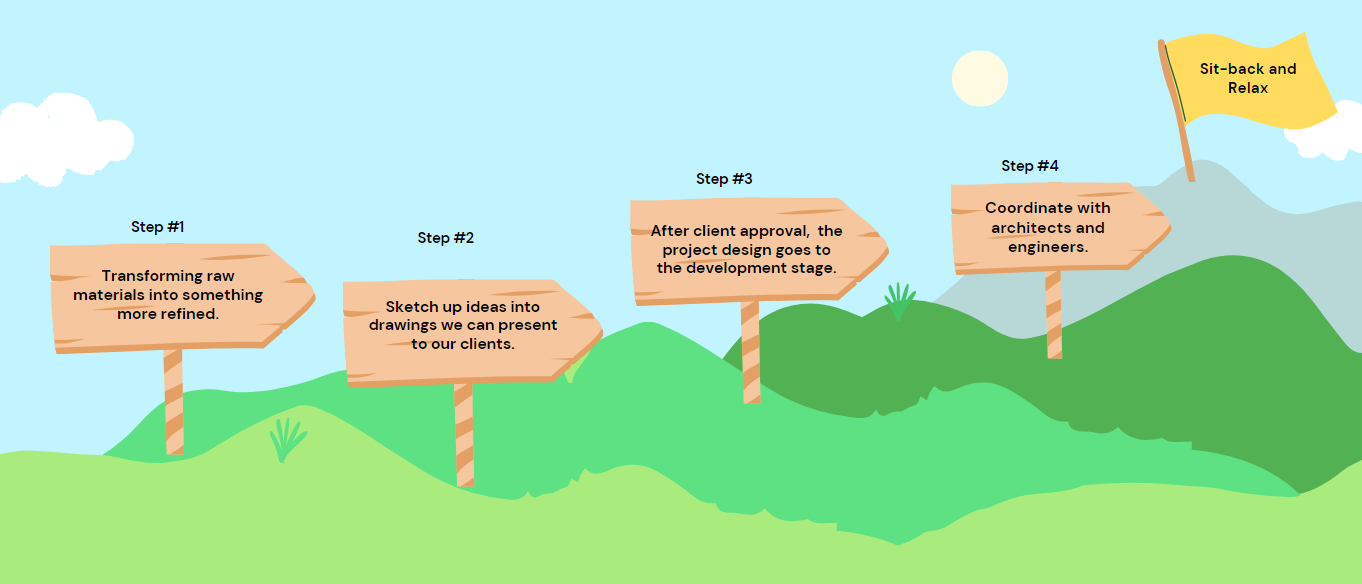 Step #1
Transforming raw
materials into something
more refined.
Step #2
Sketch up ideas into
drawings we can present
to our clients.
Step #3
After client approval, the
project design goes to
the development stage.
Step #4
Coordinate with
architects and
engineers.
Sit-back and
Relax